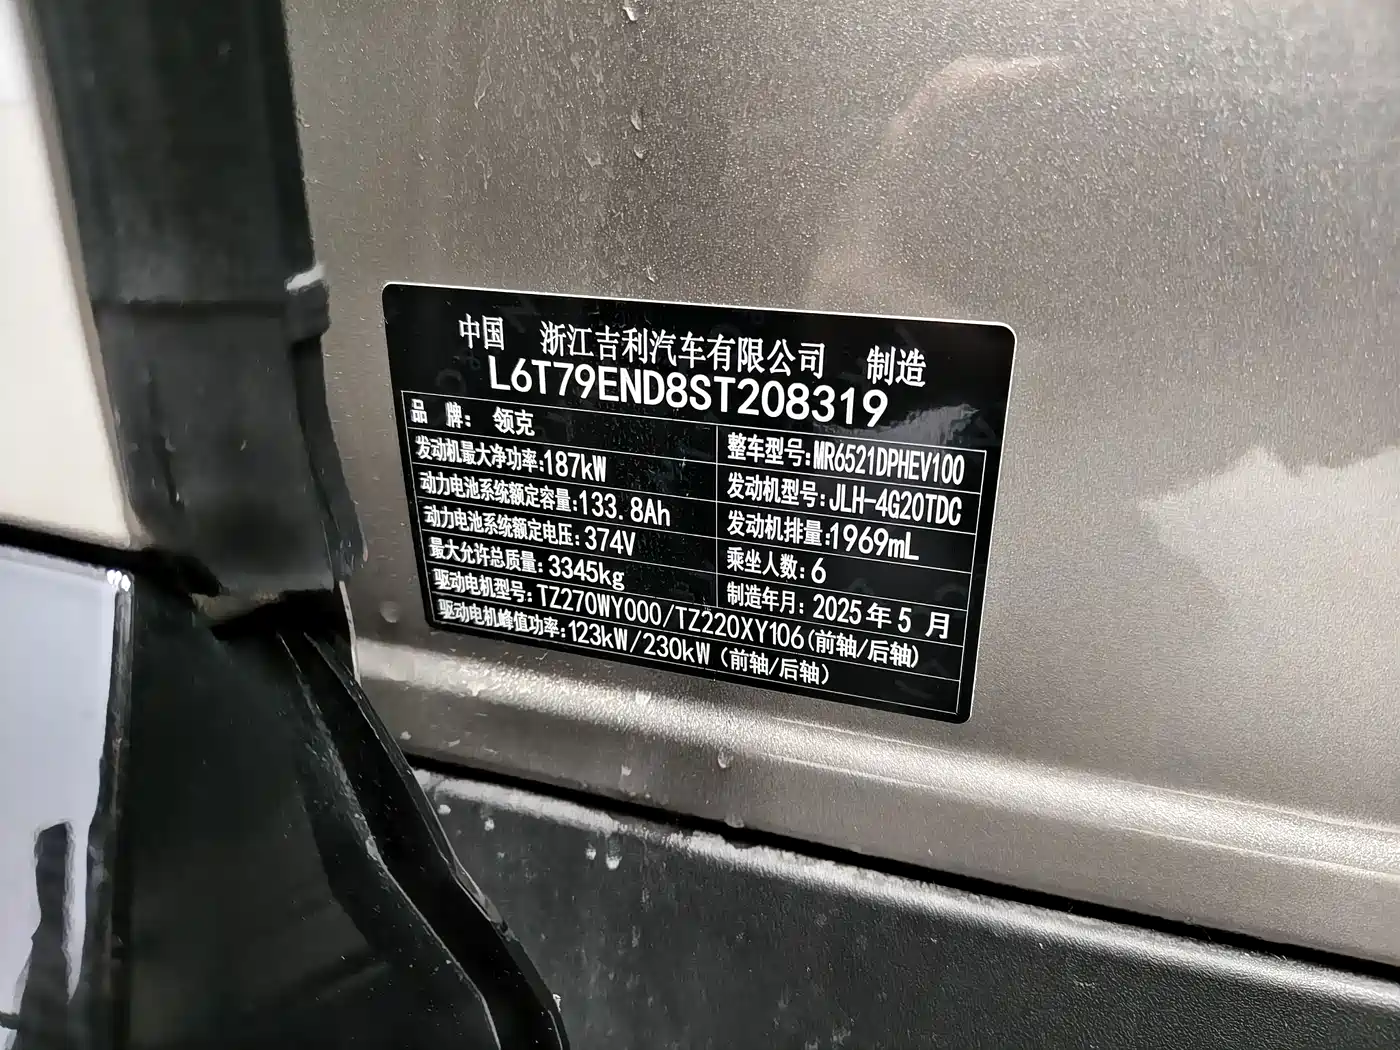 中国 浙江吉利汽车有限公司 制造
L6T79END8ST208319
品 牌: 领克 整车型号:MR6521DPHEV100
发动机最大净功率:187kW 发动机型号:JLH-4G20TDC
动力电池系统额定容量:133.8Ah 发动机排量:1969mL
动力电池系统额定电压:374V 乘坐人数:6
最大允许总质量:3345kg 制造年月:2025年5月
驱动电机型号:TZ270WY000/TZ220XY106(前轴/后轴)
驱动电机峰值功率:123kW/230kW (前轴/后轴)